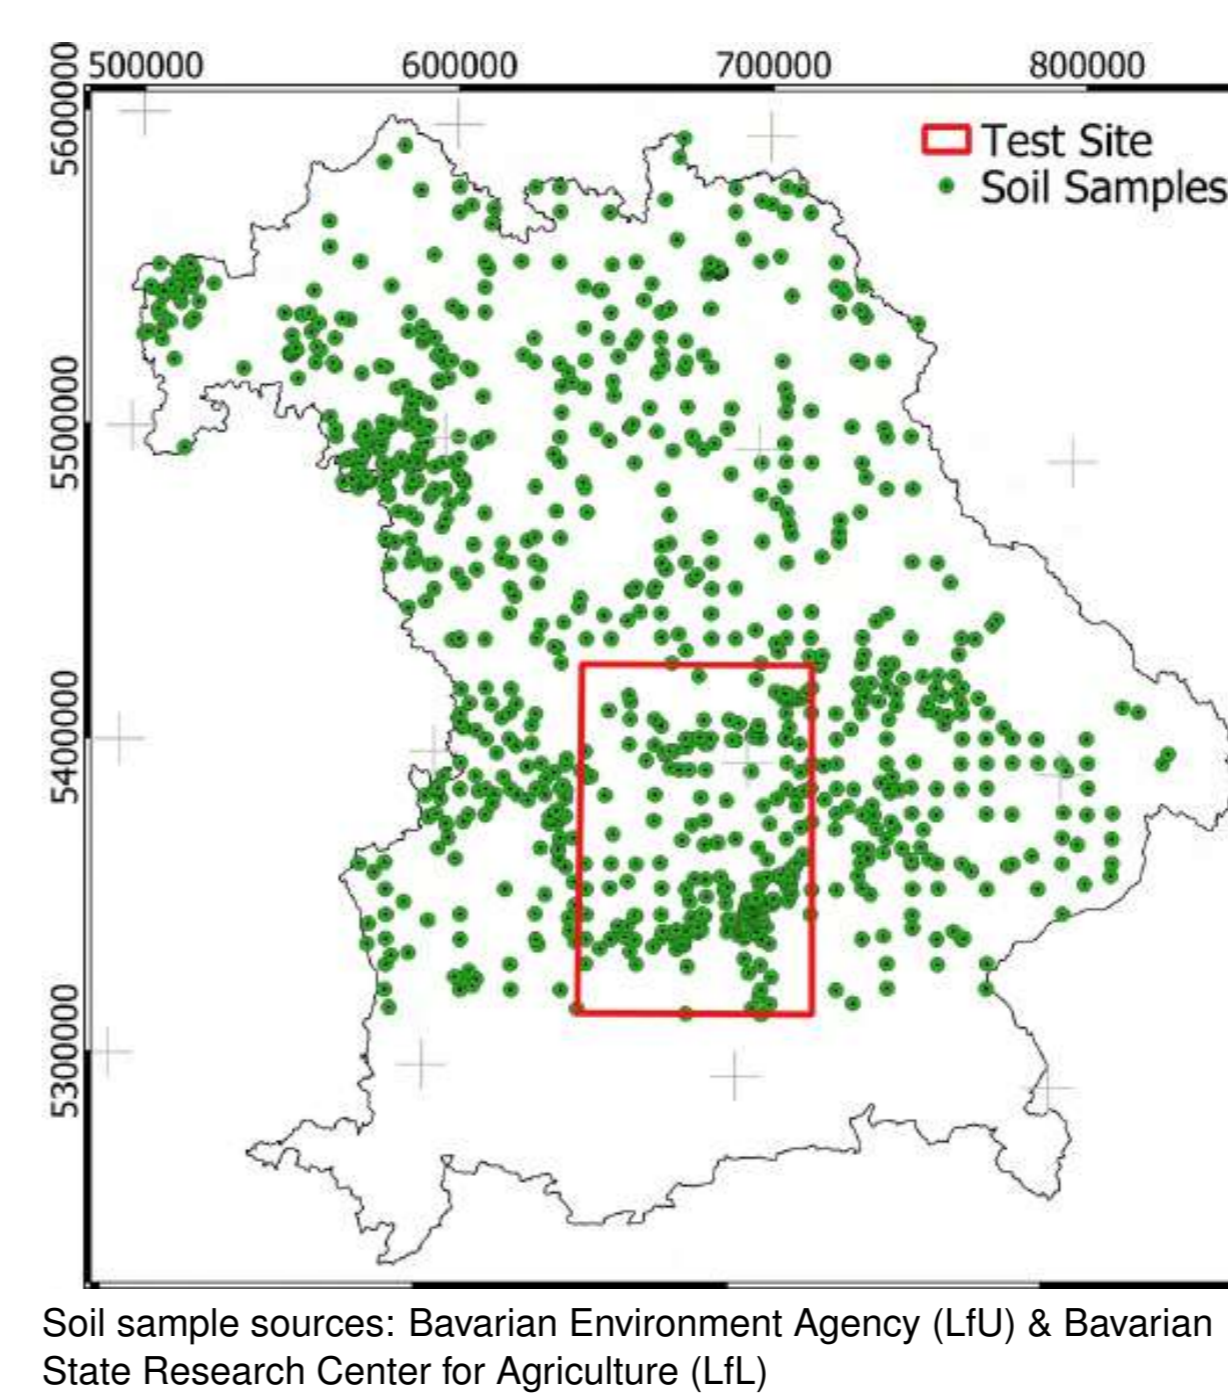 500000 600000 700000 800000
5600000
5500000
5400000
5300000
Test Site
Soil Samples
Soil sample sources: Bavarian Environment Agency (LfU) & Bavarian
State Research Center for Agriculture (LfL)